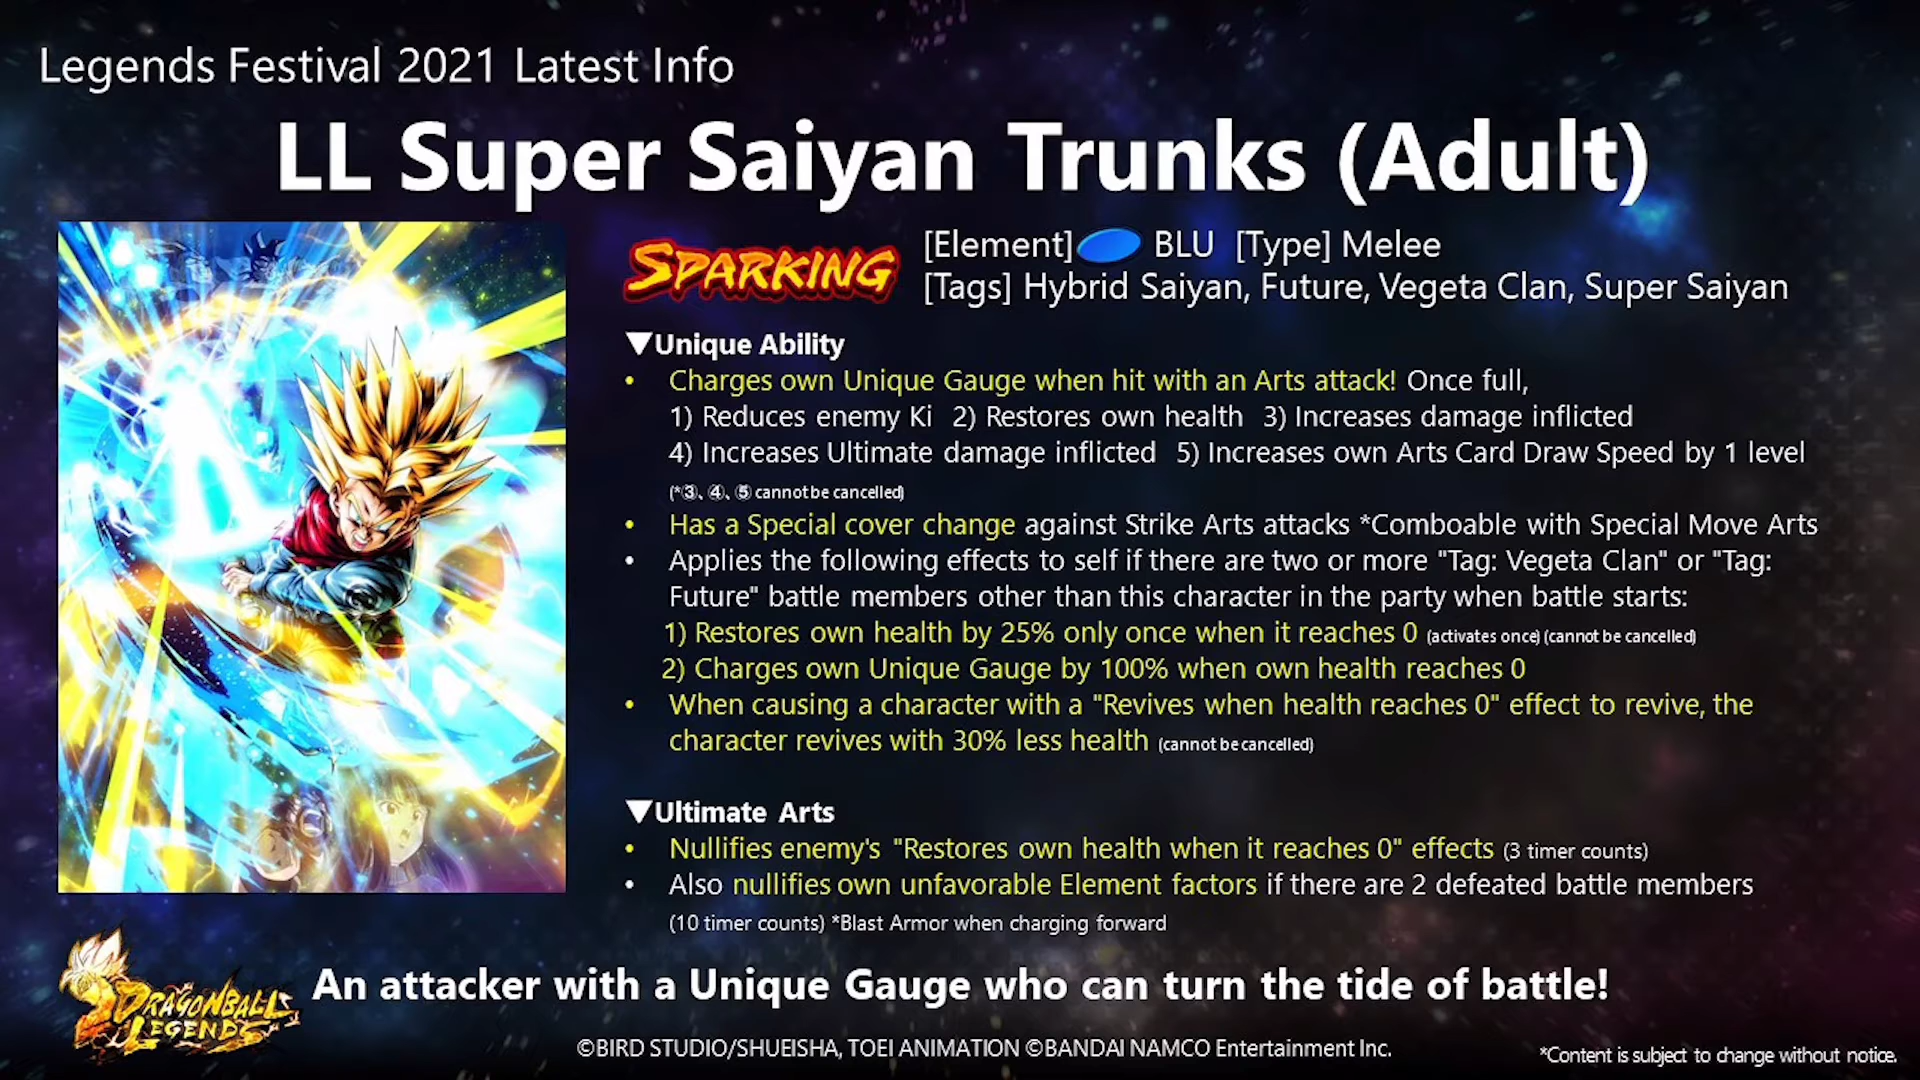 Legends Festival 2021 Latest Info
LL Super Saiyan Trunks (Adult)
SPARKING
[Element] BLU [Type] Melee
[Tags] Hybrid Saiyan, Future, Vegeta Clan, Super Saiyan
▼Unique Ability
• Charges own Unique Gauge when hit with an Arts attack! Once full,
1) Reduces enemy Ki 2) Restores own health 3) Increases damage inflicted
4) Increases Ultimate damage inflicted 5) Increases own Arts Card Draw Speed by 1 level
(*③、④、⑤ cannot be cancelled)
• Has a Special cover change against Strike Arts attacks *Comboable with Special Move Arts
• Applies the following effects to self if there are two or more "Tag: Vegeta Clan" or "Tag:
Future" battle members other than this character in the party when battle starts:
1) Restores own health by 25% only once when it reaches 0 (activates once) (cannot be cancelled)
2) Charges own Unique Gauge by 100% when own health reaches 0
• When causing a character with a "Revives when health reaches 0" effect to revive, the
character revives with 30% less health (cannot be cancelled)
▼Ultimate Arts
• Nullifies enemy's "Restores own health when it reaches 0" effects (3 timer counts)
• Also nullifies own unfavorable Element factors if there are 2 defeated battle members
(10 timer counts) *Blast Armor when charging forward
DRAGONBALL
LEGENDS
An attacker with a Unique Gauge who can turn the tide of battle!
©BIRD STUDIO/SHUEISHA, TOEI ANIMATION ©BANDAI NAMCO Entertainment Inc.
*Content is subject to change without notice.